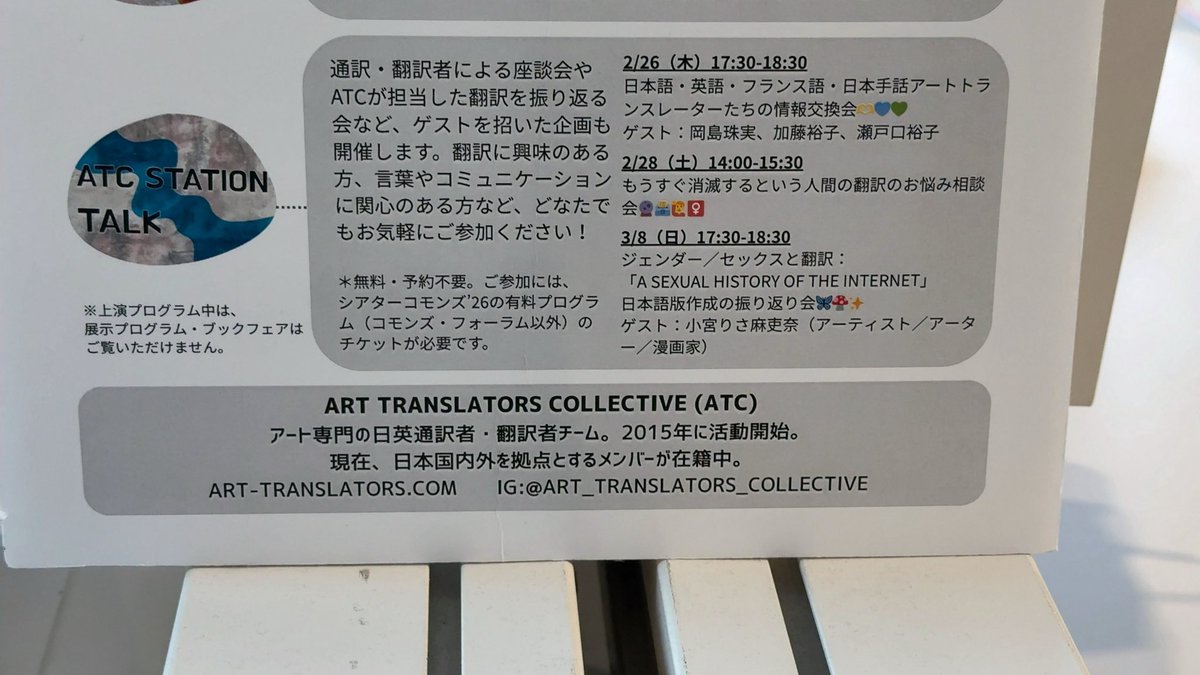 ATC STATION
TALK
※上演プログラム中は、
展示プログラム・ブックフェアは
ご覧いただけません。
通訳・翻訳者による座談会や
ATCが担当した翻訳を振り返る
会など、ゲストを招いた企画も
開催します。翻訳に興味のある
方、言葉やコミュニケーション
に関心のある方など、どなたで
もお気軽にご参加ください！
＊無料・予約不要。ご参加には、
シアターコモンズ'26の有料プログラ
ム（コモンズ・フォーラム以外）の
チケットが必要です。
2/26（木）17:30-18:30
日本語・英語・フランス語・日本手話アートトラ
ンスレーターたちの情報交換会🫶💙💚
ゲスト：岡島珠実、加藤裕子、瀬戸口裕子
2/28（土）14:00-15:30
もうすぐ消滅するという人間の翻訳のお悩み相談
会
3/8（日）17:30-18:30
ジェンダー／セックスと翻訳：
「A SEXUAL HISTORY OF THE INTERNET」
日本語版作成の振り返り会🦋🍄✨
ゲスト：小宮りさ麻吏奈（アーティスト／アータ
ー／漫画家）
ART TRANSLATORS COLLECTIVE (ATC)
アート専門の日英通訳者・翻訳者チーム。2015年に活動開始。
現在、日本国内外を拠点とするメンバーが在籍中。
ART-TRANSLATORS.COM IG:@ART_TRANSLATORS_COLLECTIVE